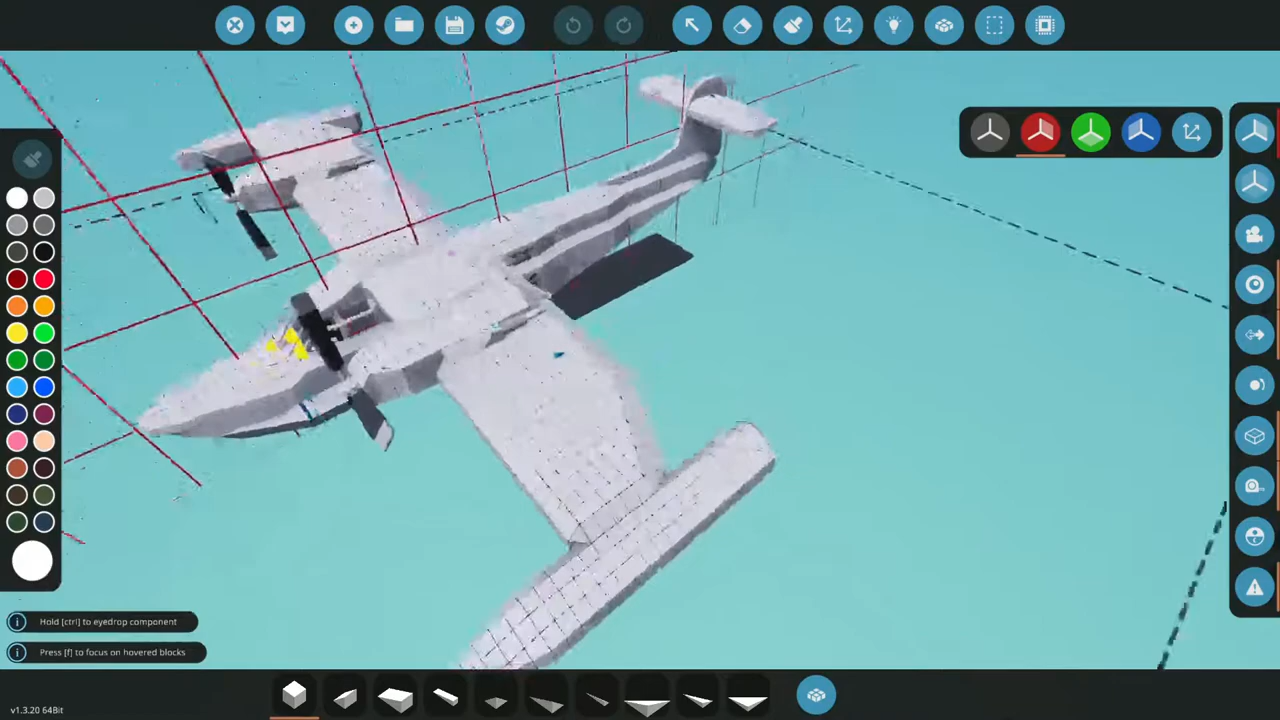 Hold [ctrl] to eyedrop component
Press [f] to focus on hovered blocks
v1.3.20 64Bit